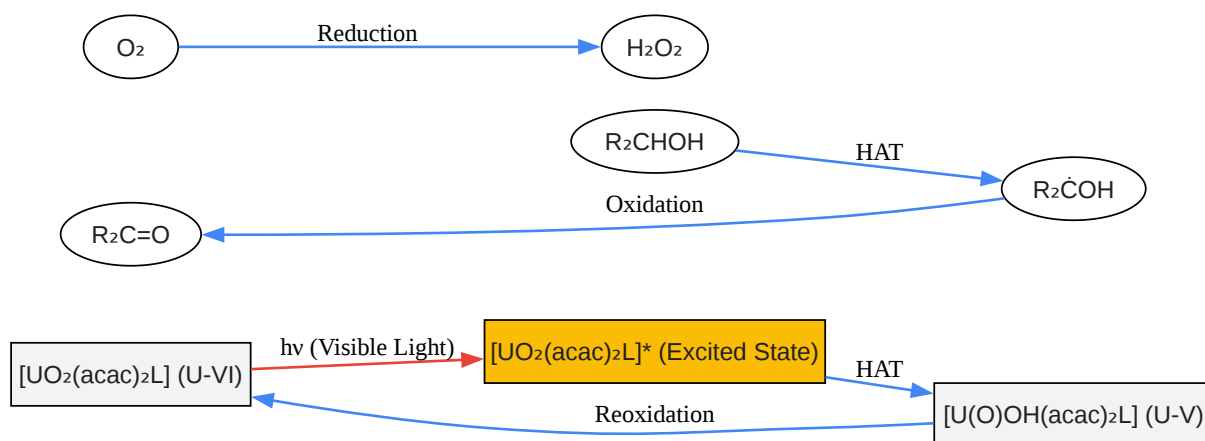 Reduction
O₂
H₂O₂
R₂CHOH
HAT
R₂ĊOH
Oxidation
R₂C=O
hν (Visible Light)
[UO₂(acac)₂L]* (Excited State)
[UO₂(acac)₂L] (U-VI)
HAT
Reoxidation
[U(O)OH(acac)₂L] (U-V)